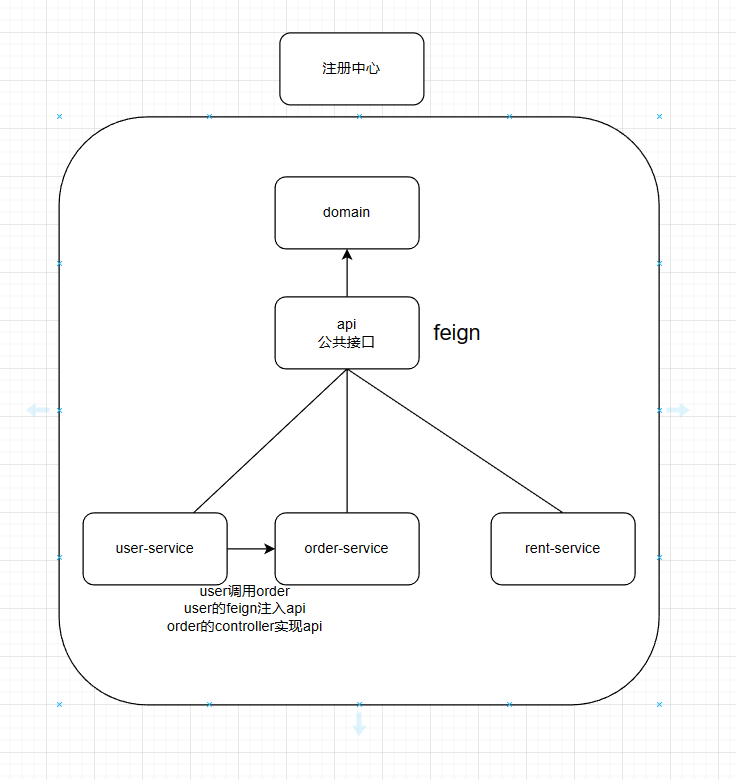 注册中心
domain
api
公共接口
feign
user-service
order-service
rent-service
user调用order
user的feign注入api
order的controller实现api